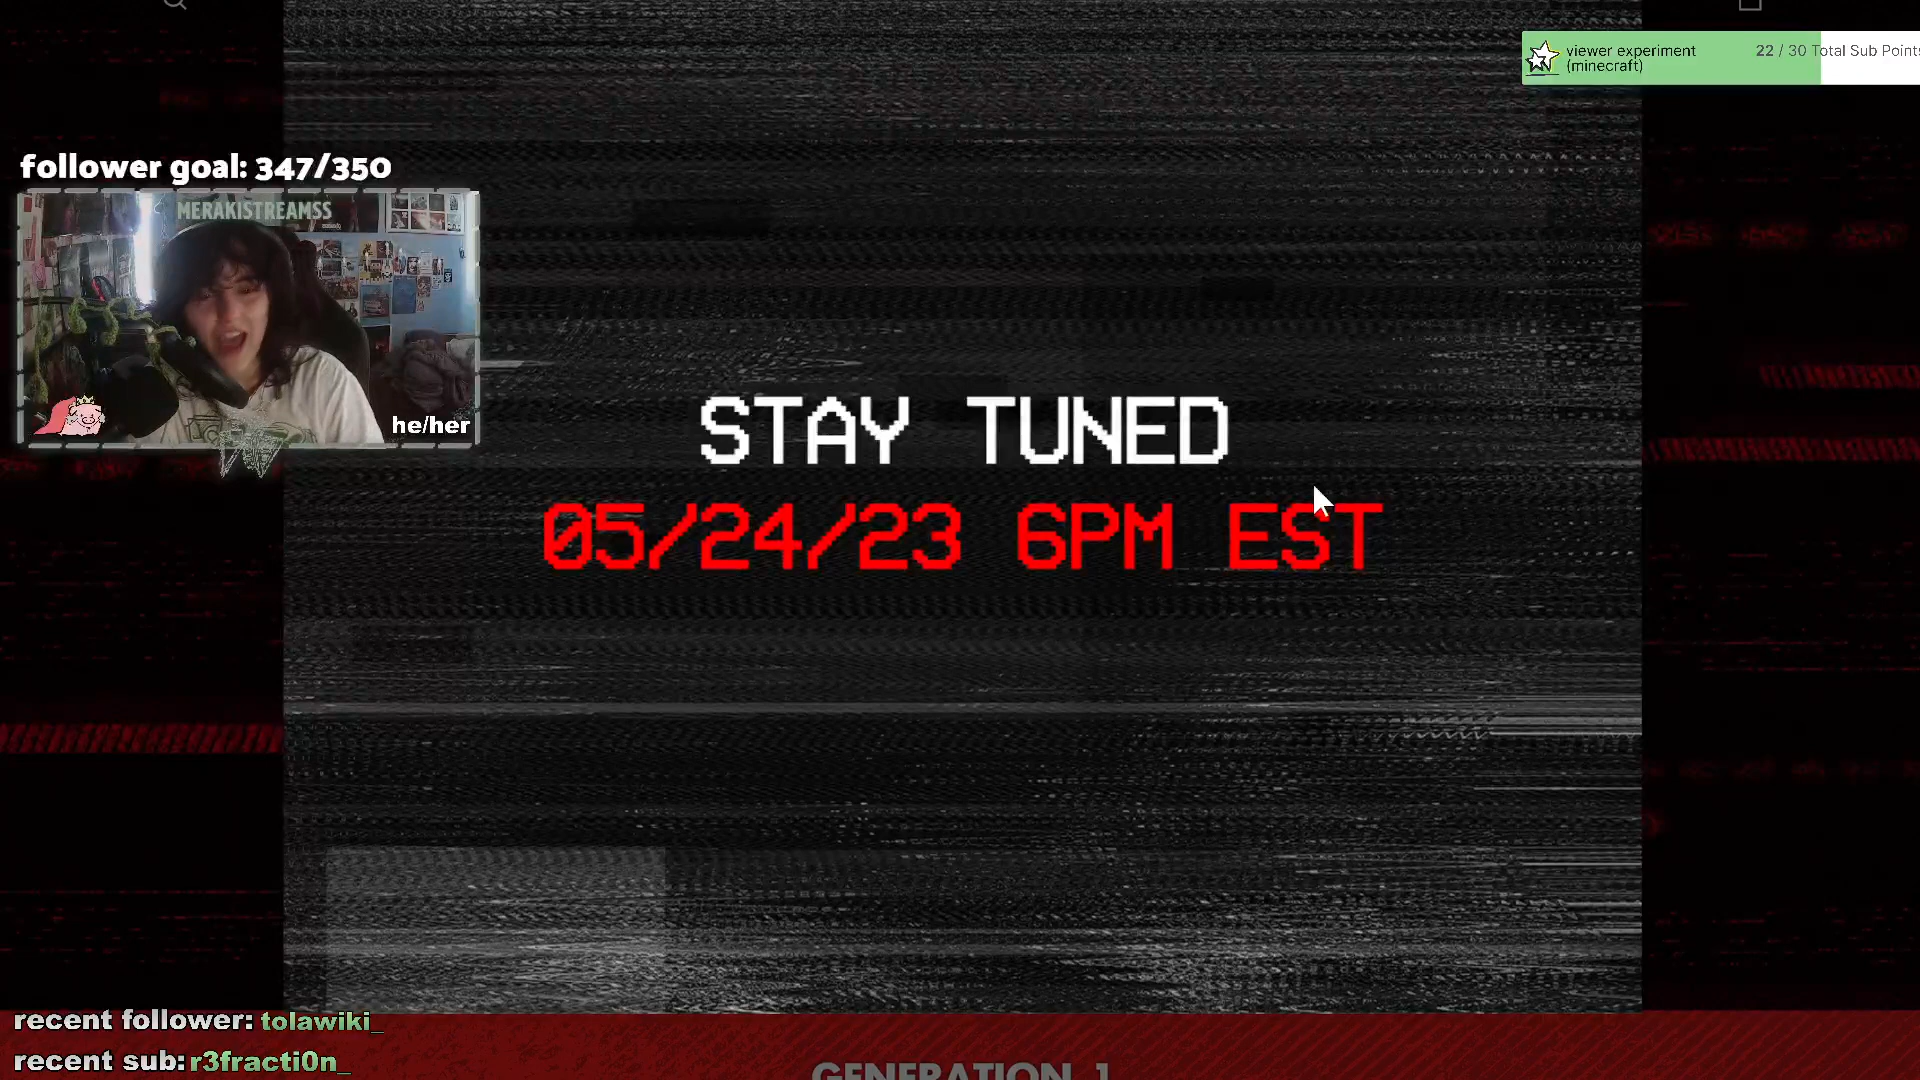 viewer experiment
(minecraft)
22 / 30 Total Sub Points
follower goal: 347/350
MERAKISTREAMSS
he/her
STAY TUNED
05/24/23 6PM EST
recent follower: tolawiki_
recent sub: r3fracti0n_
GENERATION 1